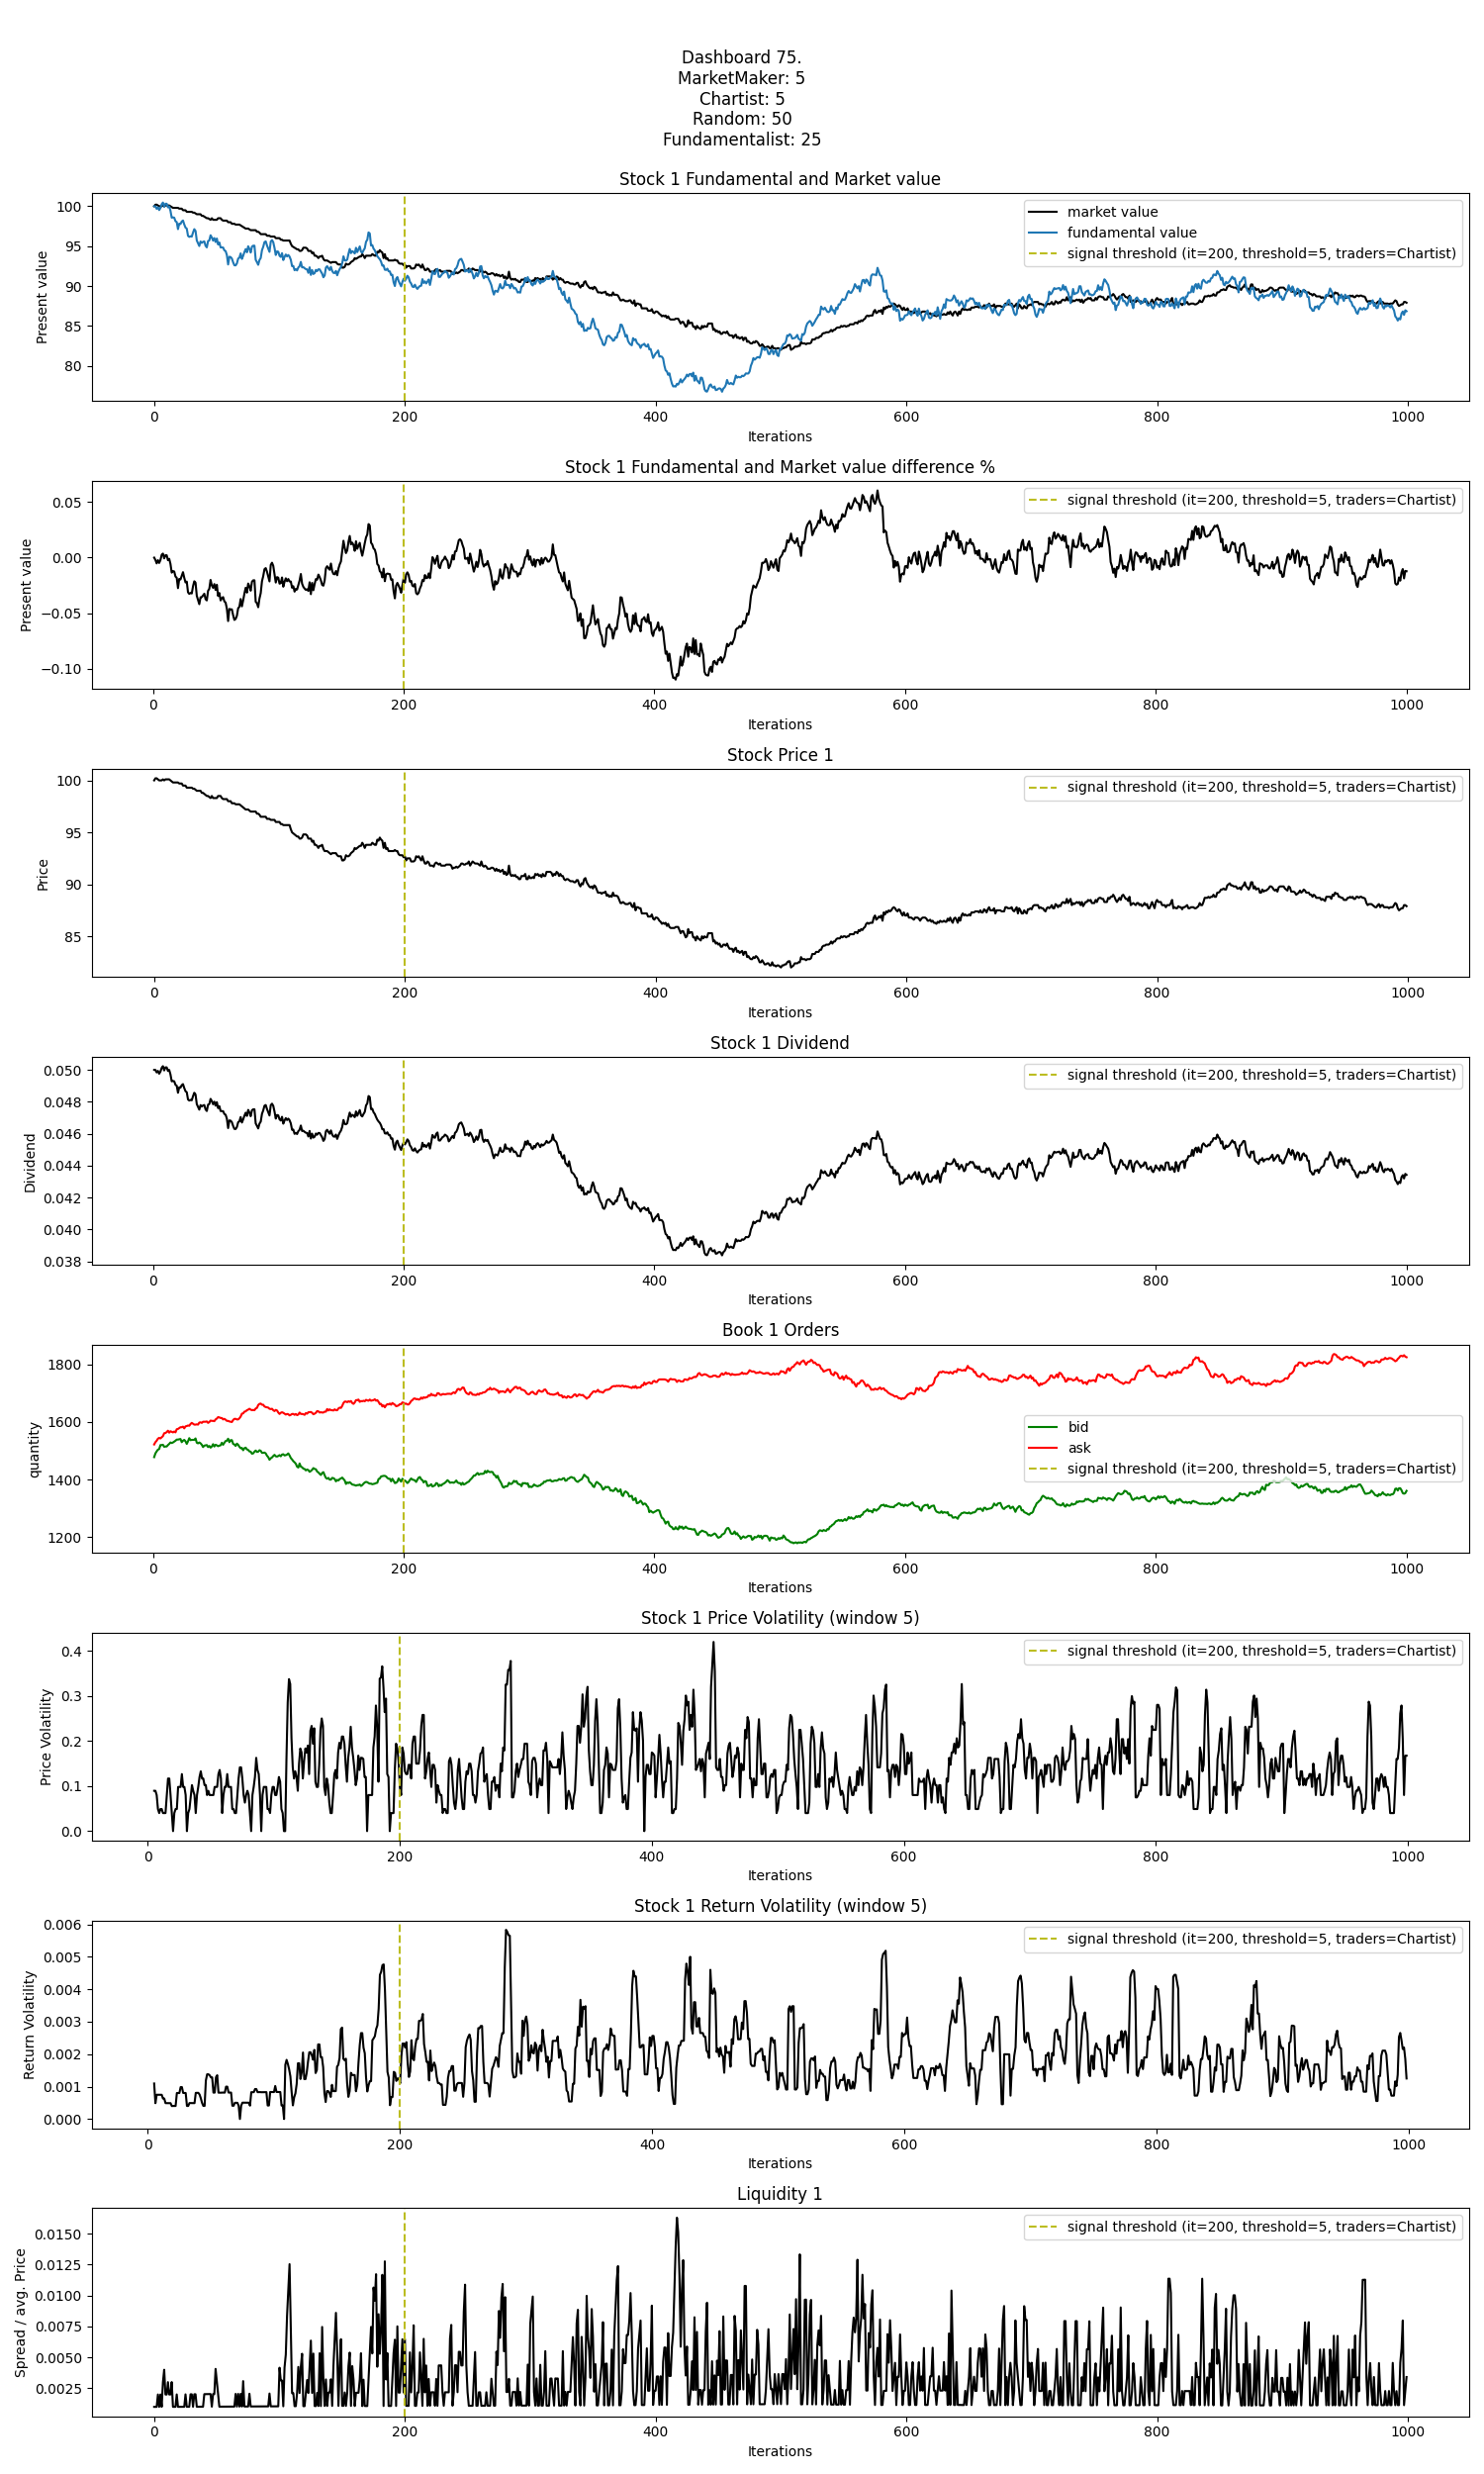 Dashboard 75.
MarketMaker: 5
Chartist: 5
Random: 50
Fundamentalist: 25
Stock 1 Fundamental and Market value
Present value
100
95
90
85
80
market value
fundamental value
signal threshold (it=200, threshold=5, traders=Chartist)
0 200 400 600 800 1000
Iterations
Stock 1 Fundamental and Market value difference %
Present value
0.05
0.00
−0.05
−0.10
signal threshold (it=200, threshold=5, traders=Chartist)
0 200 400 600 800 1000
Iterations
Stock Price 1
Price
100
95
90
85
signal threshold (it=200, threshold=5, traders=Chartist)
0 200 400 600 800 1000
Iterations
Stock 1 Dividend
Dividend
0.050
0.048
0.046
0.044
0.042
0.040
0.038
signal threshold (it=200, threshold=5, traders=Chartist)
0 200 400 600 800 1000
Iterations
Book 1 Orders
quantity
1800
1600
1400
1200
bid
ask
signal threshold (it=200, threshold=5, traders=Chartist)
0 200 400 600 800 1000
Iterations
Stock 1 Price Volatility (window 5)
Price Volatility
0.4
0.3
0.2
0.1
0.0
signal threshold (it=200, threshold=5, traders=Chartist)
0 200 400 600 800 1000
Iterations
Stock 1 Return Volatility (window 5)
Return Volatility
0.006
0.005
0.004
0.003
0.002
0.001
0.000
signal threshold (it=200, threshold=5, traders=Chartist)
0 200 400 600 800 1000
Iterations
Liquidity 1
Spread / avg. Price
0.0150
0.0125
0.0100
0.0075
0.0050
0.0025
signal threshold (it=200, threshold=5, traders=Chartist)
0 200 400 600 800 1000
Iterations